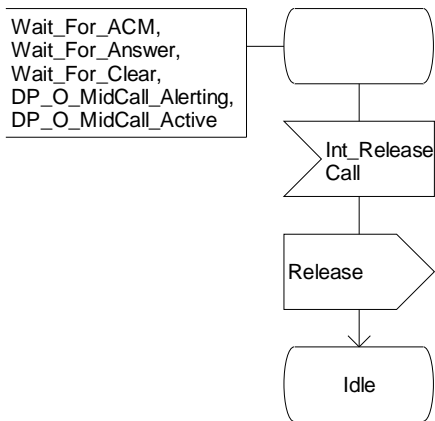 Wait_For_ACM,
Wait_For_Answer,
Wait_For_Clear,
DP_O_MidCall_Alerting,
DP_O_MidCall_Active
Int_Release
Call
Release
Idle